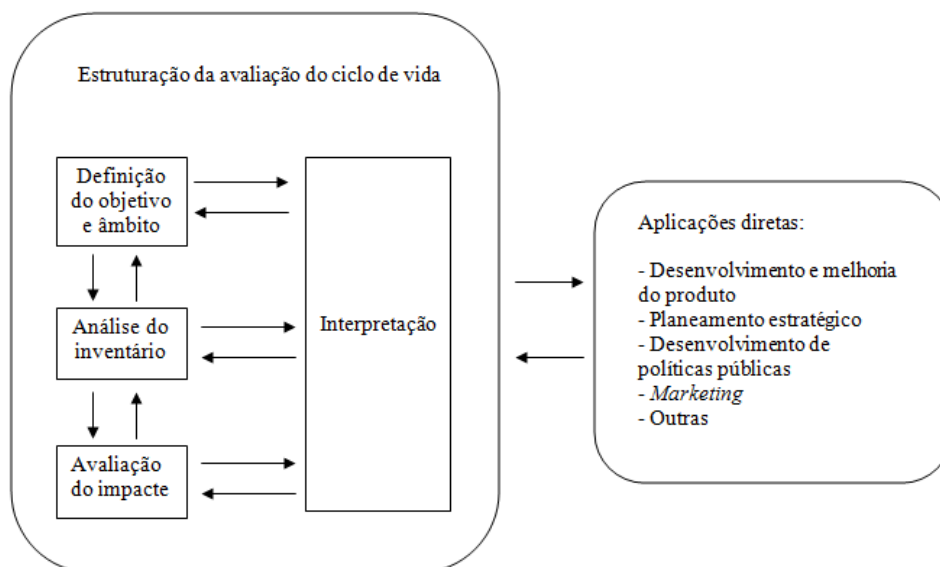 Estruturação da avaliação do ciclo de vida
Definição
do objetivo
e âmbito
Análise do
inventário
Avaliação
do impacte
Interpretação
Aplicações diretas:
- Desenvolvimento e melhoria
do produto
- Planeamento estratégico
- Desenvolvimento de
políticas públicas
- Marketing
- Outras